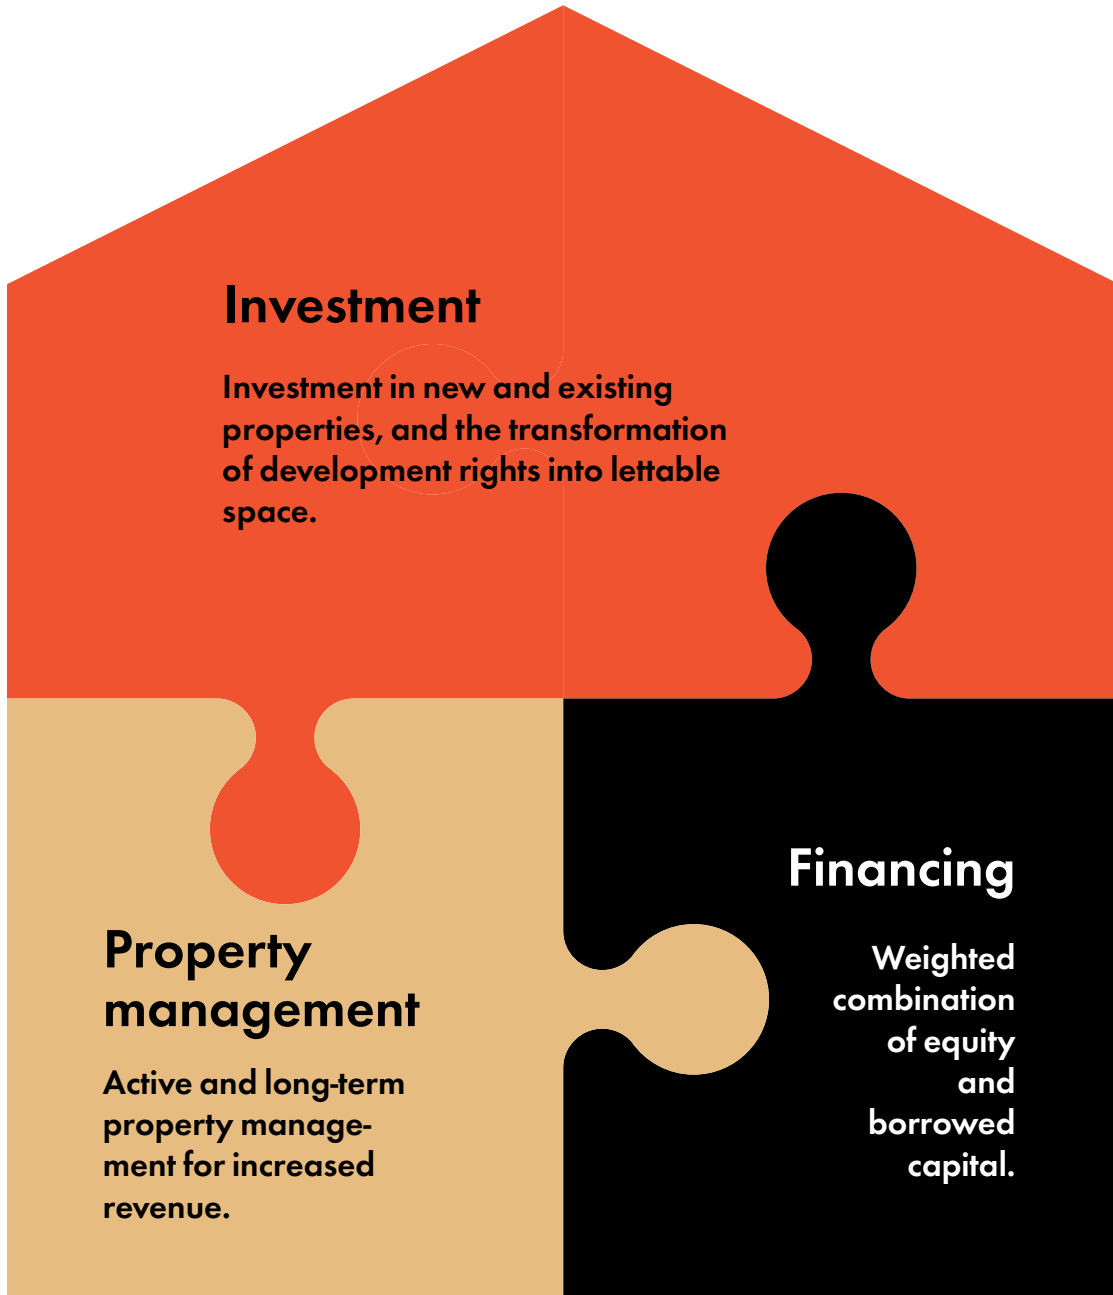 Investment
Investment in new and existing
properties, and the transformation
of development rights into lettable
space.
Property
management
Active and long-term
property manage-
ment for increased
revenue.
Financing
Weighted
combination
of equity
and
borrowed
capital.